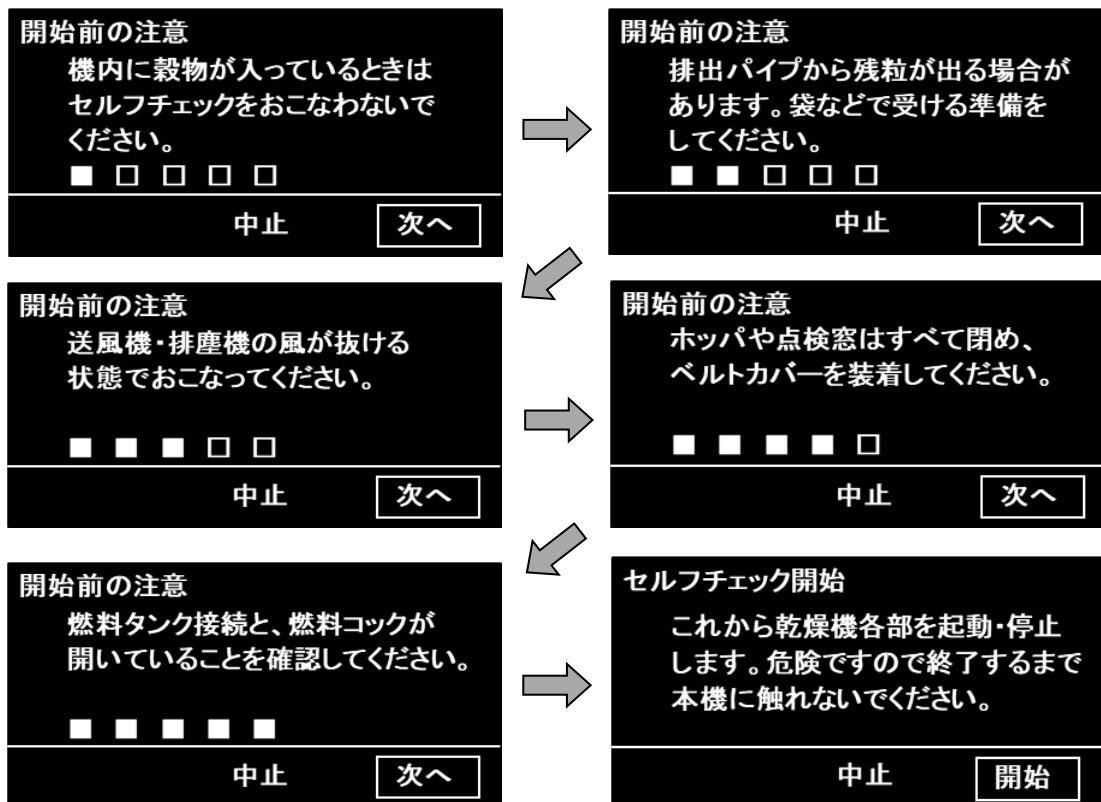 開始前の注意
機内に穀物が入っているときは
セルフチェックをおこなわないで
ください。
■ □ □ □ □
中止 次へ
開始前の注意
排出パイプから残粒が出る場合が
あります。袋などで受ける準備を
してください。
■ ■ □ □ □
中止 次へ
開始前の注意
送風機・排塵機の風が抜ける
状態でおこなってください。
■ ■ ■ □ □
中止 次へ
開始前の注意
ホッパや点検窓はすべて閉め、
ベルトカバーを装着してください。
■ ■ ■ ■ □
中止 次へ
開始前の注意
燃料タンク接続と、燃料コックが
開いていることを確認してください。
■ ■ ■ ■ ■
中止 次へ
セルフチェック開始
これから乾燥機各部を起動・停止
します。危険ですので終了するまで
本機に触れないでください。
中止 開始